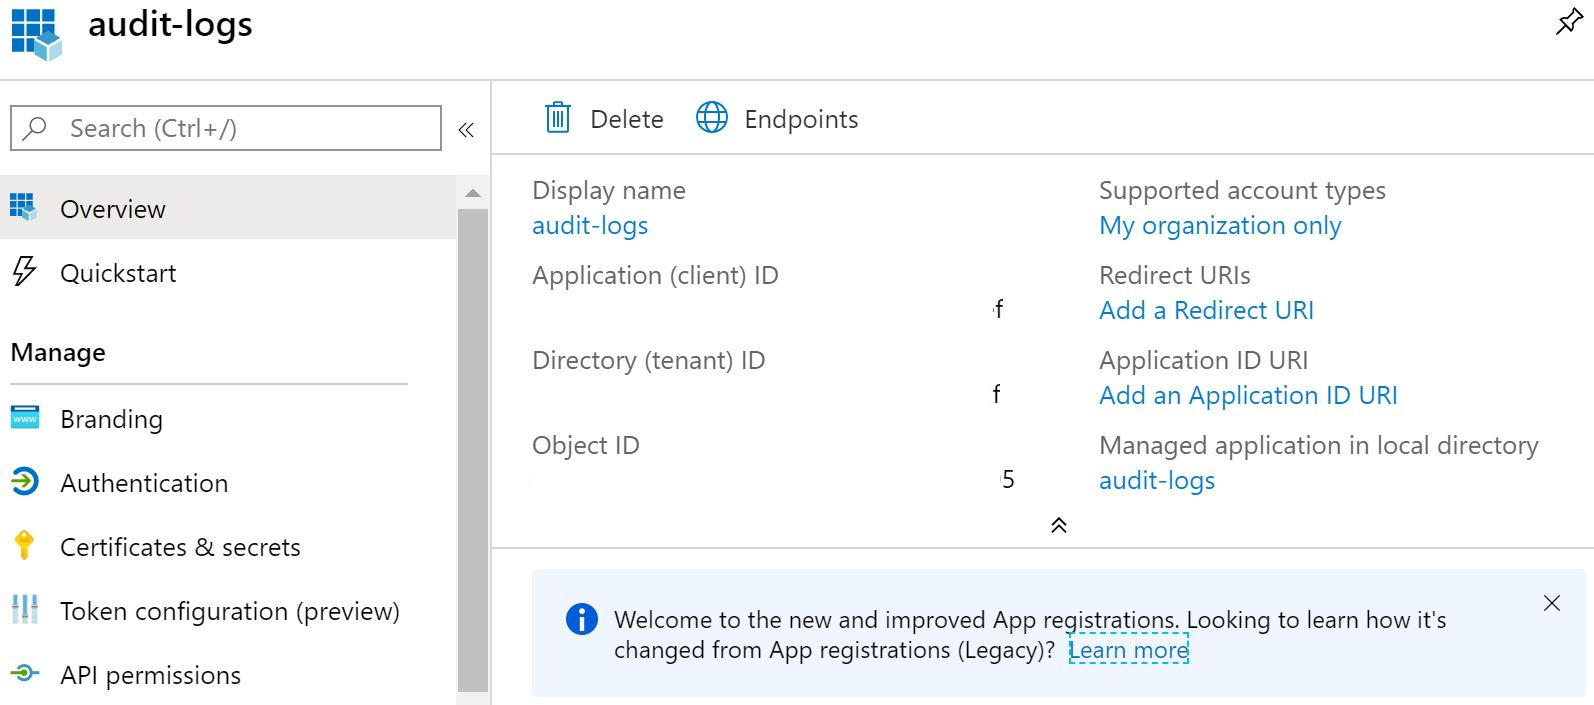 audit-logs
Search (Ctrl+/)
Overview
Quickstart
Manage
Branding
Authentication
Certificates & secrets
Token configuration (preview)
API permissions
Delete
Endpoints
Display name
audit-logs
Application (client) ID
f
Directory (tenant) ID
f
Object ID
5
Supported account types
My organization only
Redirect URIs
Add a Redirect URI
Application ID URI
Add an Application ID URI
Managed application in local directory
audit-logs
Welcome to the new and improved App registrations. Looking to learn how it's
changed from App registrations (Legacy)? Learn more